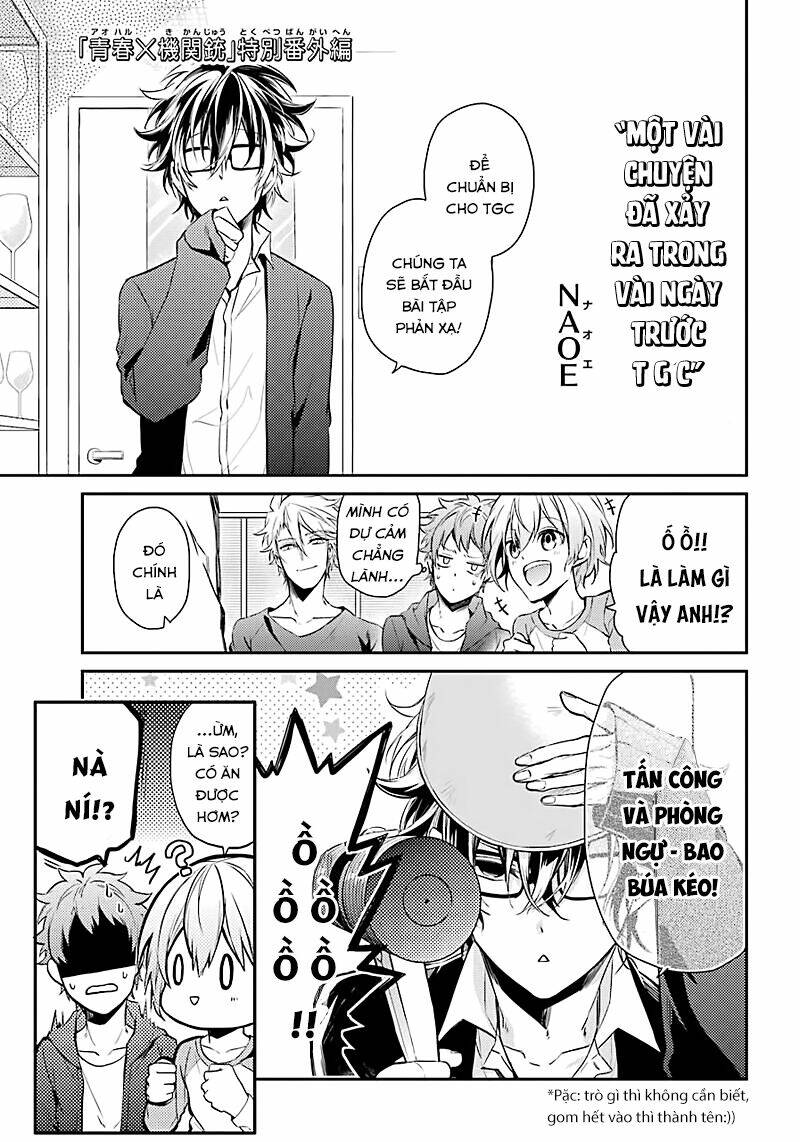 アオハル きかんじゅう とくべつばんがいへん
「青春×機関銃」特別番外編
"MỘT VÀI
CHUYỆN
ĐÃ XẢY
RA TRONG
VÀI NGÀY
TRƯỚC
TGC"
NAOE
ナオエ
ĐỂ
CHUẨN BỊ
CHO TGC
CHÚNG TA
SẼ BẮT ĐẦU
BÀI TẬP
PHẢN XẠ!
Ố Ồ!!
LÀ LÀM GÌ
VẬY ANH!?
MÌNH CÓ
DỰ CẢM
CHẲNG
LÀNH...
ĐÓ
CHÍNH
LÀ
TẤN CÔNG
VÀ PHÒNG
NGỰ - BAO
BÚA KÉO!
Ồ
Ồ Ồ
Ồ Ồ
Ồ Ồ
!!
...ỪM,
LÀ SAO?
CÓ ĂN
ĐƯỢC
HƠM?
?
NÀ
NÍ!?
*Pặc: trò gì thì không cần biết,
gom hết vào thì thành tên:))